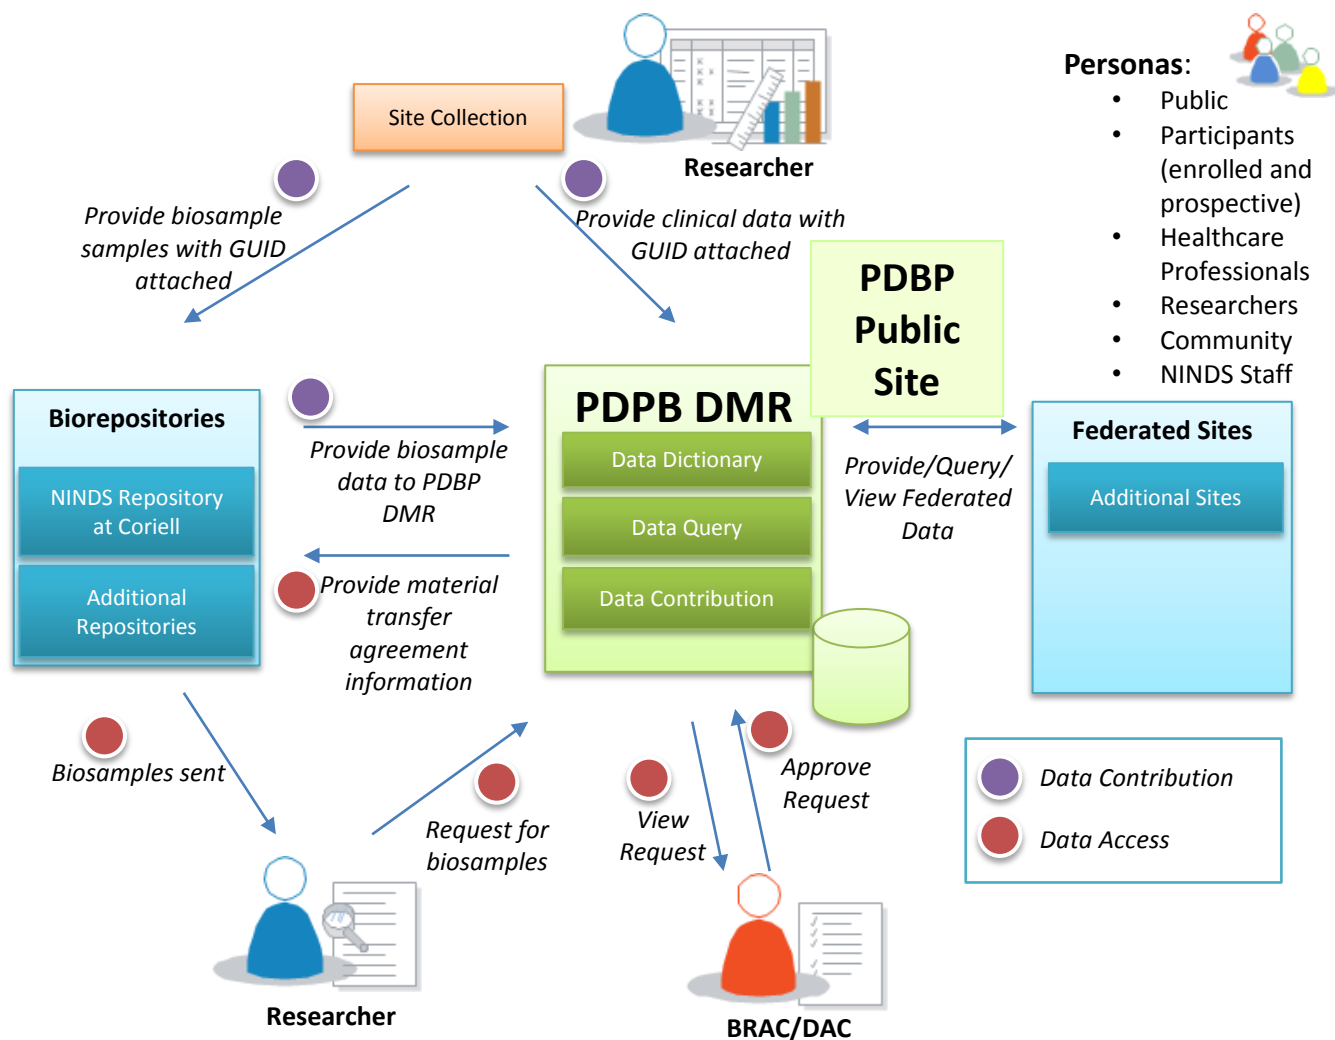 Site Collection
Researcher
Personas:
• Public
• Participants
(enrolled and
prospective)
• Healthcare
Professionals
• Researchers
• Community
• NINDS Staff
Provide biosample
samples with GUID
attached
Provide clinical data with
GUID attached
PDBP
Public
Site
Biorepositories
NINDS Repository
at Coriell
Additional
Repositories
Provide biosample
data to PDBP
DMR
Provide material
transfer
agreement
information
PDPB DMR
Data Dictionary
Data Query
Data Contribution
Provide/Query/
View Federated
Data
Federated Sites
Additional Sites
Biosamples sent
Request for
biosamples
View
Request
Approve
Request
Data Contribution
Data Access
Researcher
BRAC/DAC